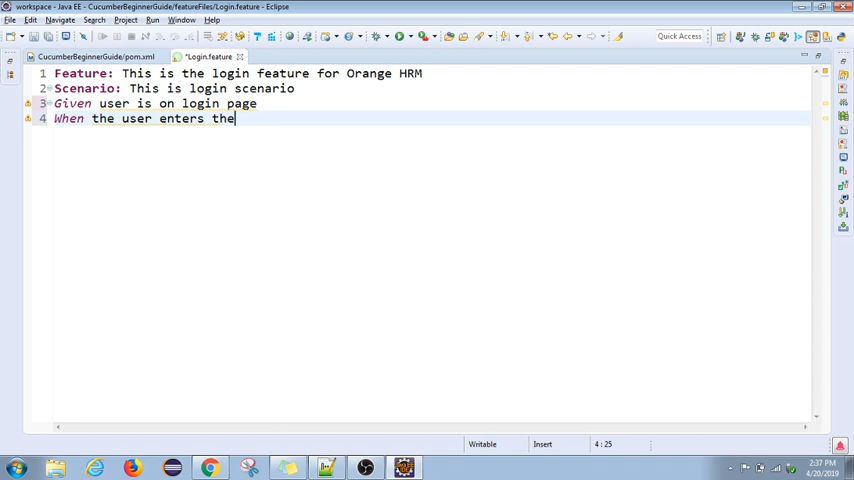 workspace - Java EE - CucumberBeginnerGuide/featureFiles/Login.feature - Eclipse
File Edit Navigate Search Project Run Window Help
Quick Access
CucumberBeginnerGuide/pom.xml *Login.feature
1 Feature: This is the login feature for Orange HRM
2 Scenario: This is login scenario
3 Given user is on login page
4 When the user enters the
Writable Insert 4 : 25
2:37 PM
4/20/2019